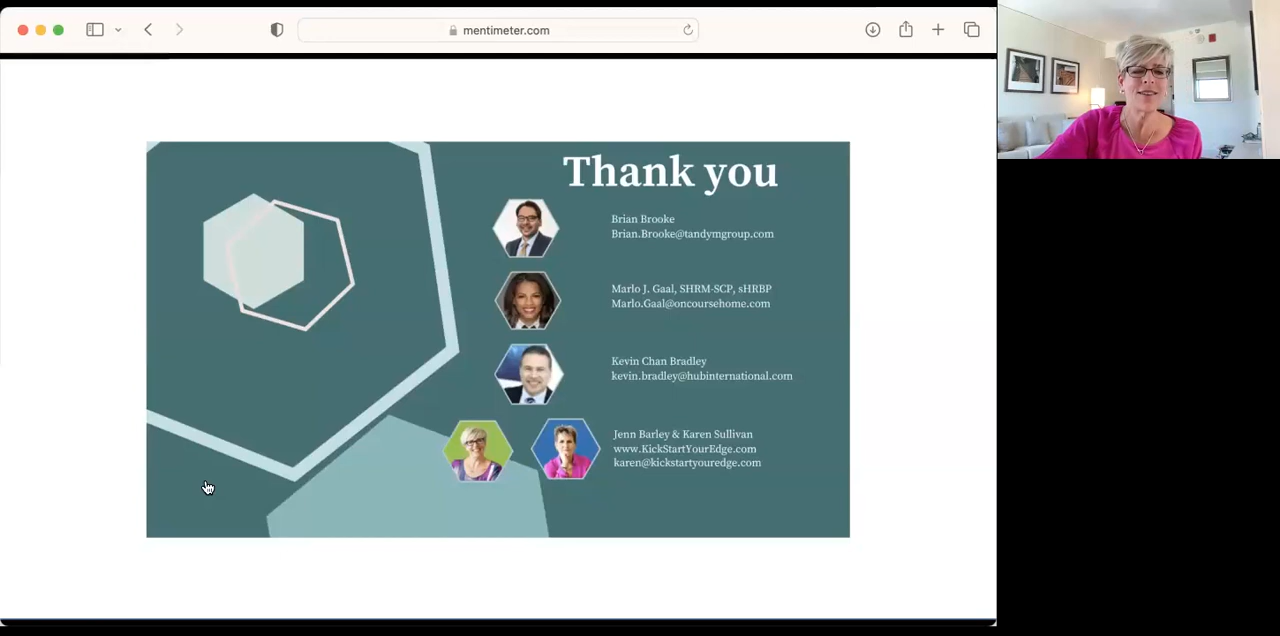 mentimeter.com
Thank you
Brian Brooke
Brian.Brooke@tandymgroup.com
Marlo J. Gaal, SHRM-SCP, sHRBP
Marlo.Gaal@oncoursehome.com
Kevin Chan Bradley
kevin.bradley@hubinternational.com
Jenn Barley & Karen Sullivan
www.KickStartYourEdge.com
karen@kickstartyouredge.com